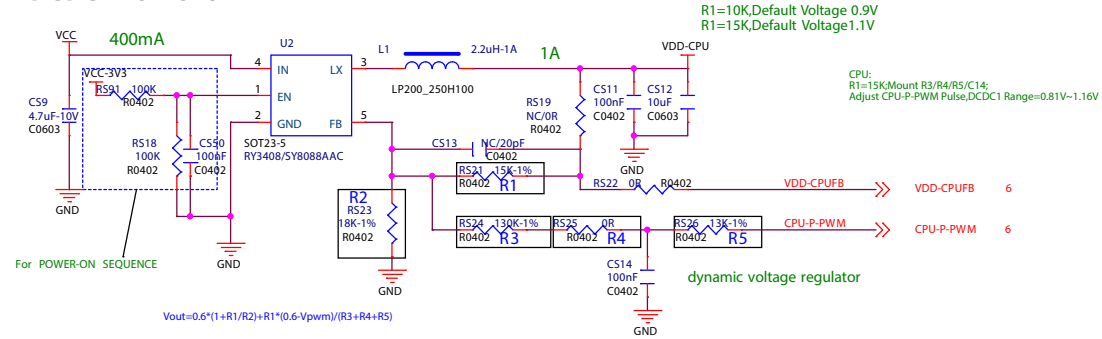 R1=10K,Default Voltage 0.9V
R1=15K,Default Voltage1.1V
VCC
400mA
U2
L1
2.2uH-1A
1A
VDD-CPU
4
IN
LX
3
LP200_250H100
VCC-3V3
RS91
100K
R0402
1
EN
2
GND
FB
5
SOT23-5
RY3408/SY8088AAC
CS9
4.7uF-10V
C0603
RS18
100K
R0402
CS50
100nF
C0402
RS19
NC/0R
R0402
CS11
100nF
C0402
CS12
10uF
C0603
CPU:
R1=15K;Mount R3/R4/R5/C14;
Adjust CPU-P-PWM Pulse,DCDC1 Range=0.81V~1.16V
CS13
NC/20pF
C0402
GND
RS21
15K-1%
R0402
R1
RS22
0R
R0402
VDD-CPUFB
VDD-CPUFB
6
GND
R2
RS23
18K-1%
R0402
RS24
130K-1%
R0402
R3
RS25
0R
R0402
R4
RS26
13K-1%
R0402
R5
CPU-P-PWM
CPU-P-PWM
6
For POWER-ON SEQUENCE
GND
GND
CS14
100nF
C0402
dynamic voltage regulator
Vout=0.6*(1+R1/R2)+R1*(0.6-Vpwm)/(R3+R4+R5)
GND